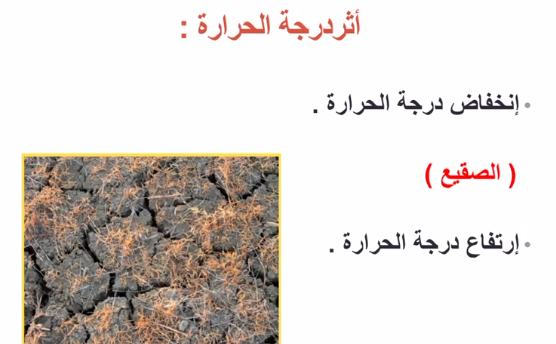 أثردرجة الحرارة :
• إنخفاض درجة الحرارة .
( الصقيع )
• إرتفاع درجة الحرارة .